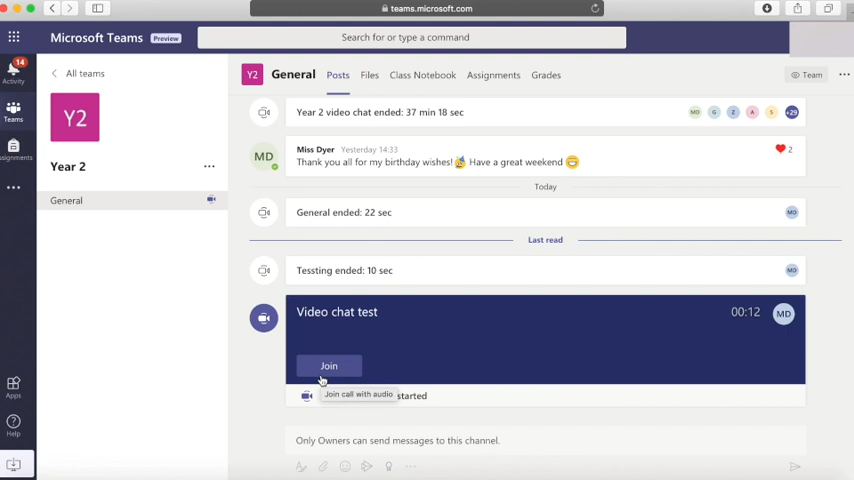 teams.microsoft.com
Microsoft Teams Preview
Search for or type a command
14
Activity
Teams
ssignments
Apps
Help
All teams
Y2
Year 2
General
Y2 General Posts Files Class Notebook Assignments Grades
Team
Year 2 video chat ended: 37 min 18 sec
MD G Z A S +29
MD
Miss Dyer Yesterday 14:33
Thank you all for my birthday wishes! Have a great weekend
2
Today
General ended: 22 sec
MD
Last read
Tessting ended: 10 sec
MD
Video chat test
00:12 MD
Join
Join call with audio
started
Only Owners can send messages to this channel.